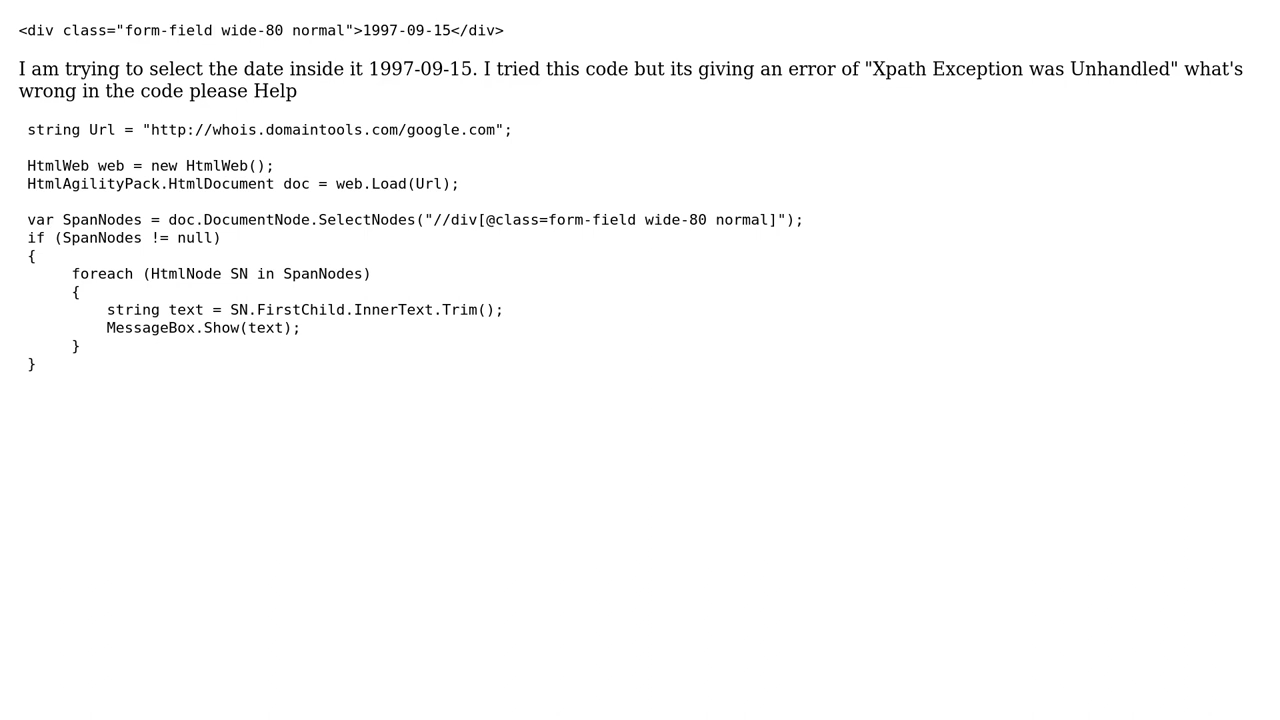 <div class="form-field wide-80 normal">1997-09-15</div>
I am trying to select the date inside it 1997-09-15. I tried this code but its giving an error of "Xpath Exception was Unhandled" what's
wrong in the code please Help
string Url = "http://whois.domaintools.com/google.com";
HtmlWeb web = new HtmlWeb();
HtmlAgilityPack.HtmlDocument doc = web.Load(Url);
var SpanNodes = doc.DocumentNode.SelectNodes("//div[@class=form-field wide-80 normal]");
if (SpanNodes != null)
{
foreach (HtmlNode SN in SpanNodes)
{
string text = SN.FirstChild.InnerText.Trim();
MessageBox.Show(text);
}
}